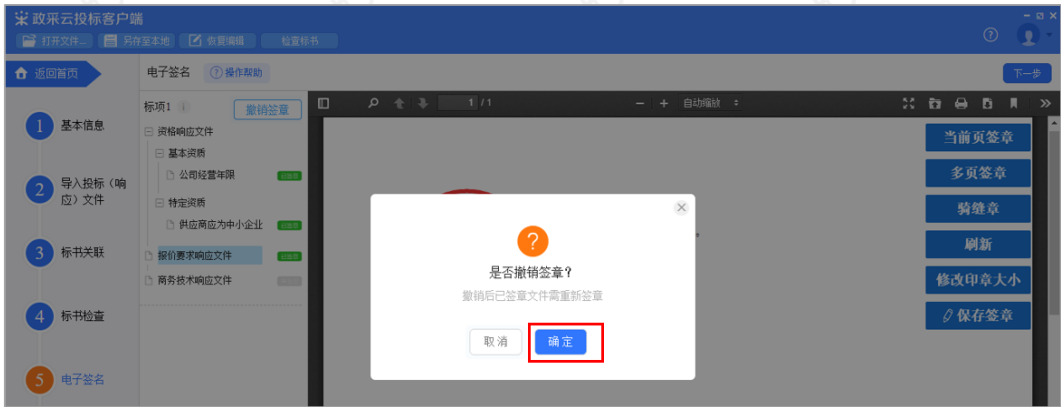 政采云投标客户端
打开文件... 另存至本地 恢复编辑 检查标书
返回首页 电子签名 ? 操作帮助 下一步
标项1 撤销签章 1 / 1 自动缩放
1 基本信息
2 导入投标（响应）文件
3 标书关联
4 标书检查
5 电子签名
资格响应文件
基本资质
公司经营年限
特定资质
供应商应为中小企业
报价要求响应文件
商务技术响应文件
是否撤销签章?
撤销后已签章文件需重新签章
取消 确定
当前页签章
多页签章
骑缝章
刷新
修改印章大小
保存签章